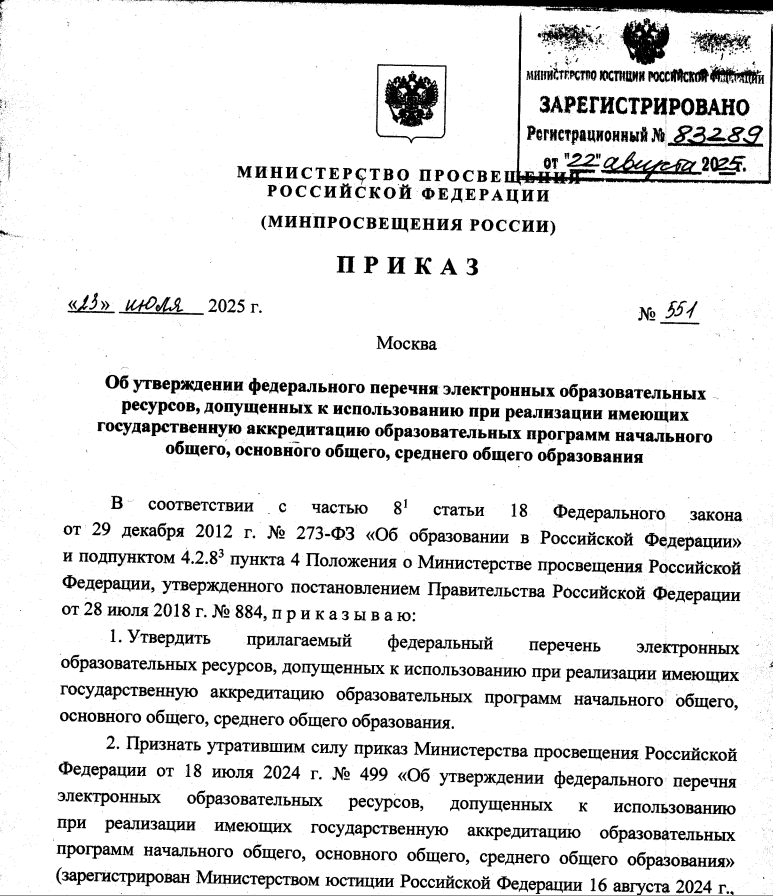 МИНИСТЕРСТВО ЮСТИЦИИ РОССИЙСКОЙ ФЕДЕРАЦИИ
ЗАРЕГИСТРИРОВАНО
Регистрационный № 83289
от "22" августа 2025г.
МИНИСТЕРСТВО ПРОСВЕЩЕНИЯ
РОССИЙСКОЙ ФЕДЕРАЦИИ
(МИНПРОСВЕЩЕНИЯ РОССИИ)
ПРИКАЗ
«23» июля 2025 г.
№ 551
Москва
Об утверждении федерального перечня электронных образовательных
ресурсов, допущенных к использованию при реализации имеющих
государственную аккредитацию образовательных программ начального
общего, основного общего, среднего общего образования
В соответствии с частью 8¹ статьи 18 Федерального закона
от 29 декабря 2012 г. № 273-ФЗ «Об образовании в Российской Федерации»
и подпунктом 4.2.8³ пункта 4 Положения о Министерстве просвещения Российской
Федерации, утвержденного постановлением Правительства Российской Федерации
от 28 июля 2018 г. № 884, п р и к а з ы в а ю:
1. Утвердить прилагаемый федеральный перечень электронных
образовательных ресурсов, допущенных к использованию при реализации имеющих
государственную аккредитацию образовательных программ начального общего,
основного общего, среднего общего образования.
2. Признать утратившим силу приказ Министерства просвещения Российской
Федерации от 18 июля 2024 г. № 499 «Об утверждении федерального перечня
электронных образовательных ресурсов, допущенных к использованию
при реализации имеющих государственную аккредитацию образовательных
программ начального общего, основного общего, среднего общего образования»
(зарегистрирован Министерством юстиции Российской Федерации 16 августа 2024 г.,